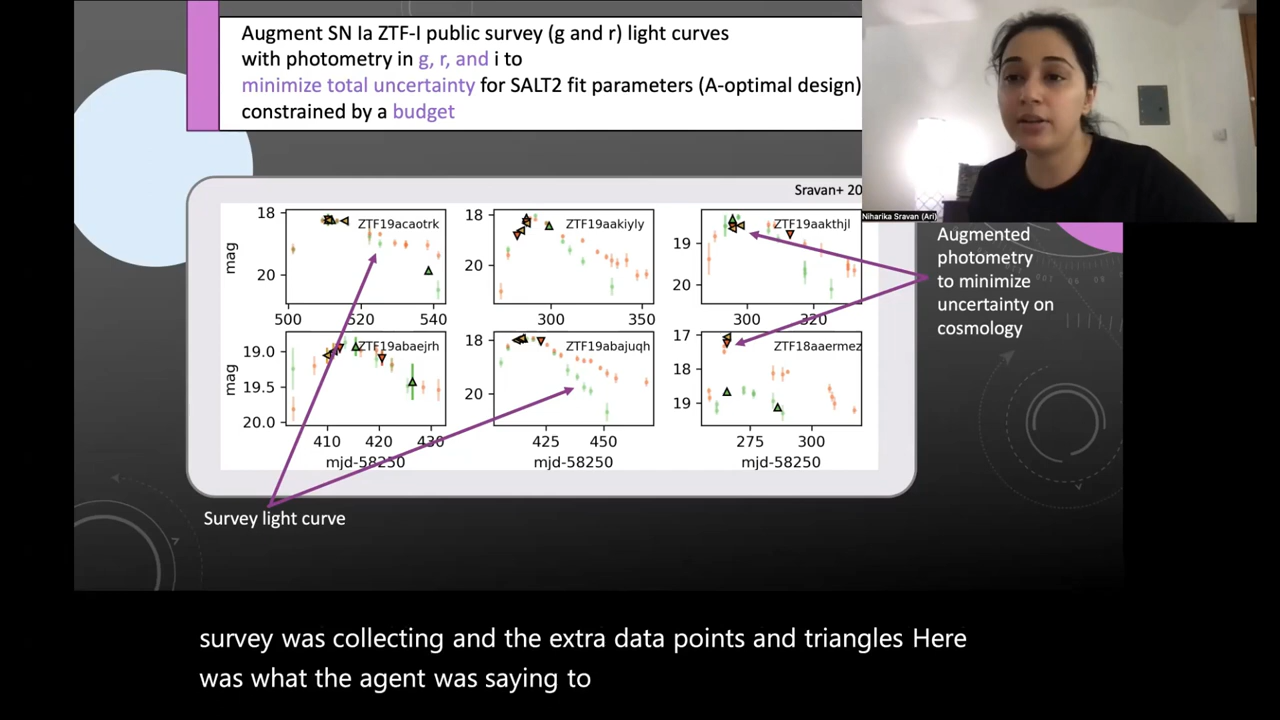 Augment SN Ia ZTF-I public survey (g and r) light curves
with photometry in g, r, and i to
minimize total uncertainty for SALT2 fit parameters (A-optimal design)
constrained by a budget
Niharika Sravan (Ari)
Sravan+ 20
18
20
mag
ZTF19acaotrk
500 520 540
18
20
ZTF19aakiyly
300 350
19
20
ZTF19aakthjl
300 320
19.0
19.5
20.0
mag
ZTF19abaejrh
410 420 430
mjd-58250
18
20
ZTF19abajuqh
425 450
mjd-58250
17
18
19
ZTF18aaermez
275 300
mjd-58250
Augmented
photometry
to minimize
uncertainty on
cosmology
Survey light curve
survey was collecting and the extra data points and triangles Here
was what the agent was saying to